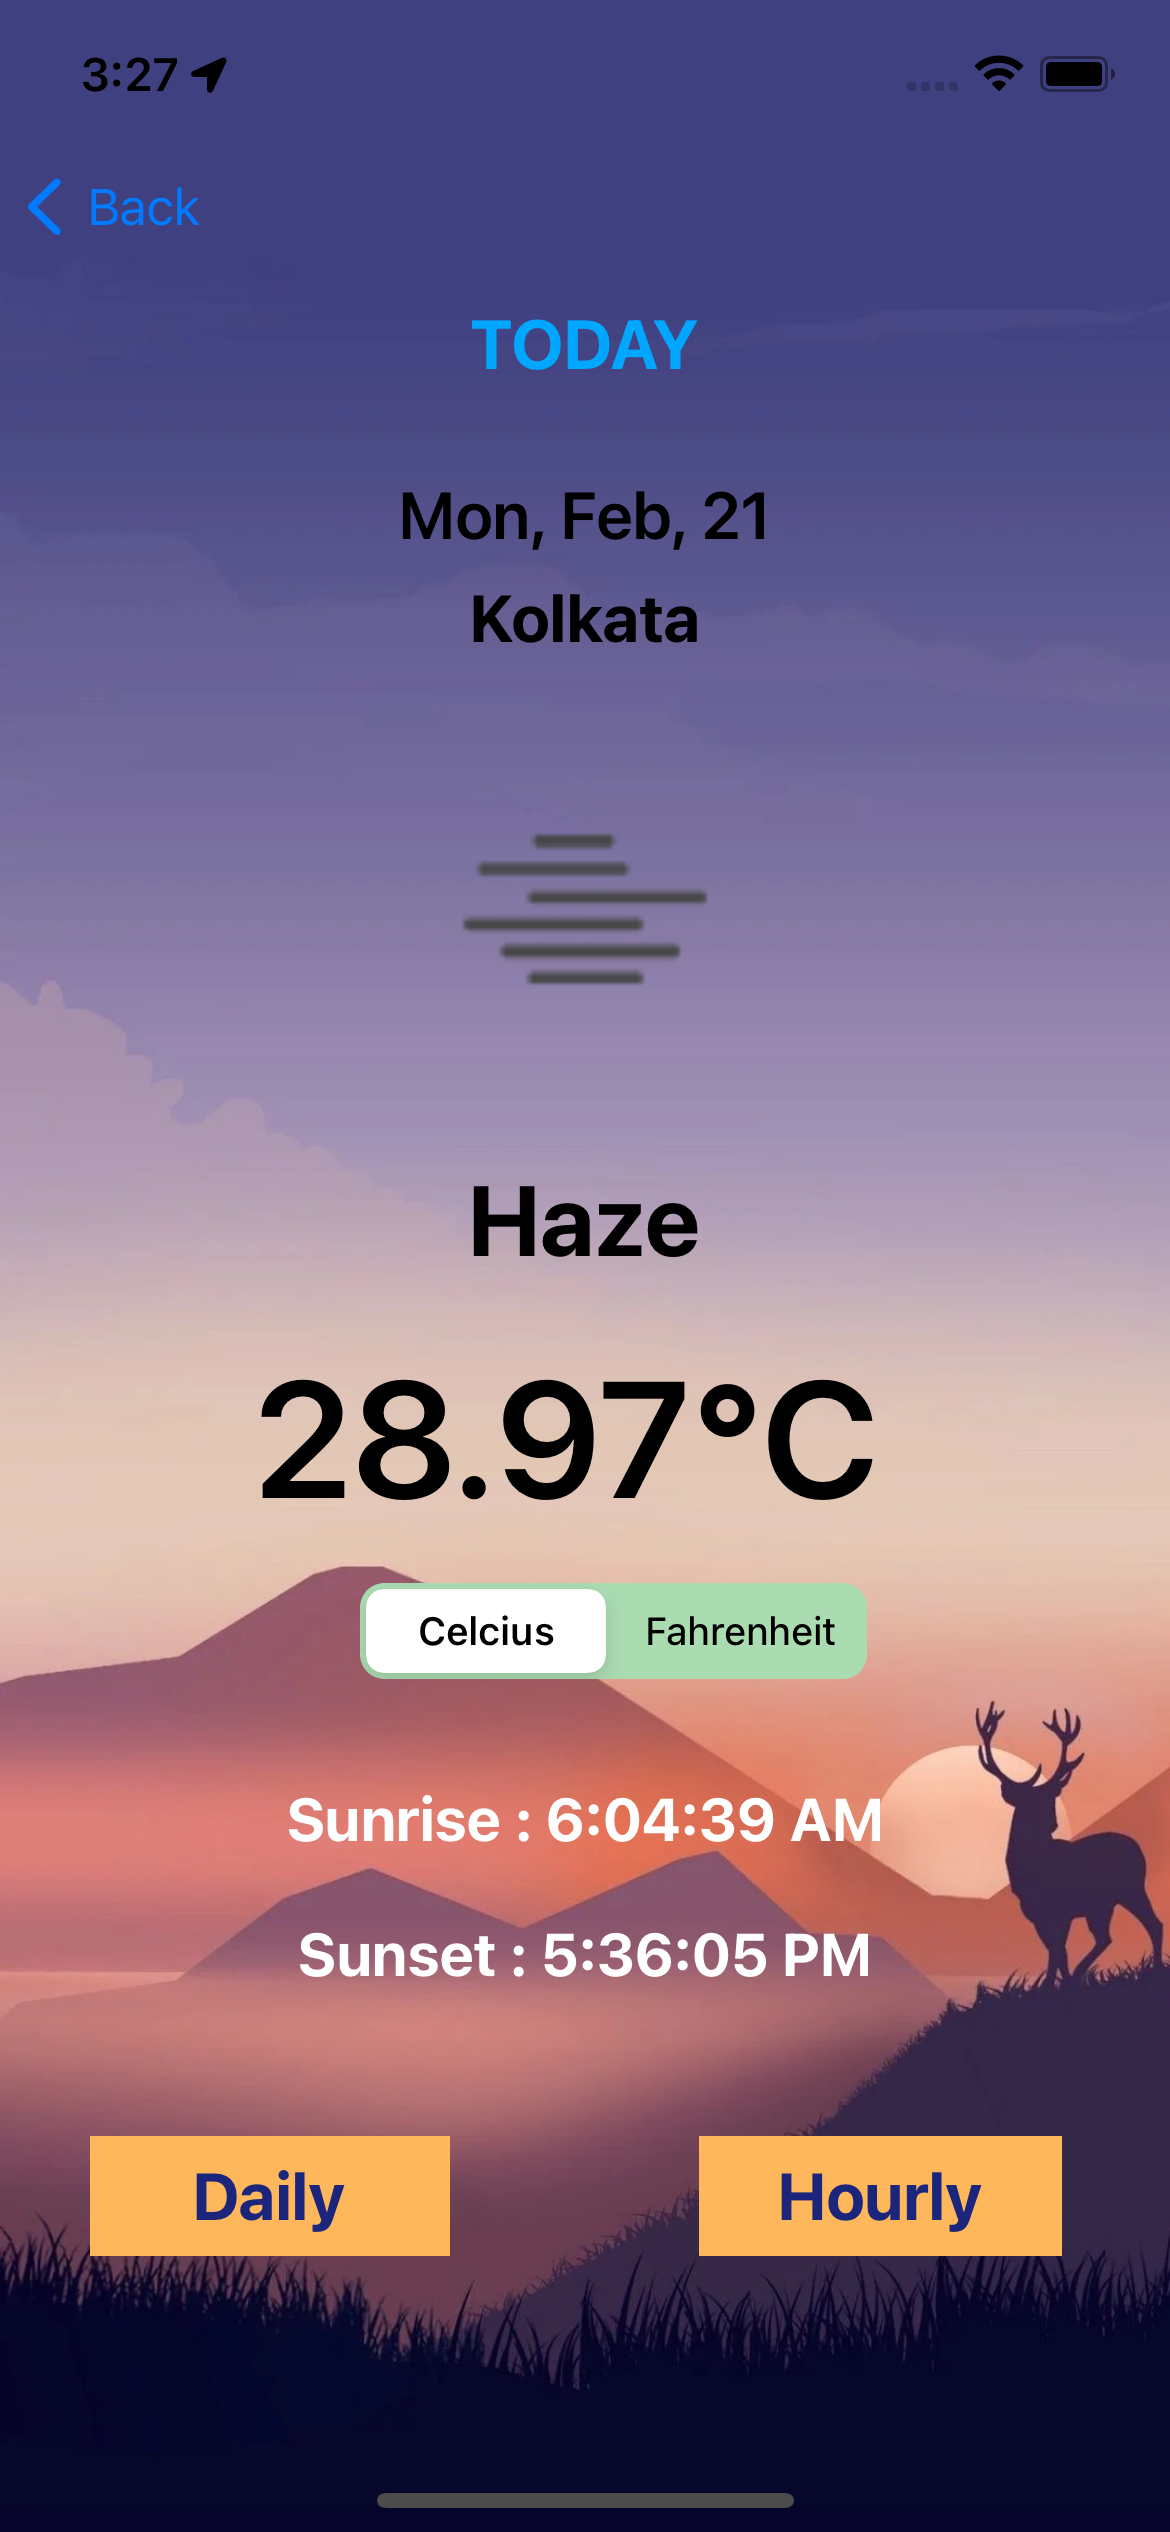 3:27
Back
TODAY
Mon, Feb, 21
Kolkata
Haze
28.97°C
Celcius Fahrenheit
Sunrise : 6:04:39 AM
Sunset : 5:36:05 PM
Daily Hourly